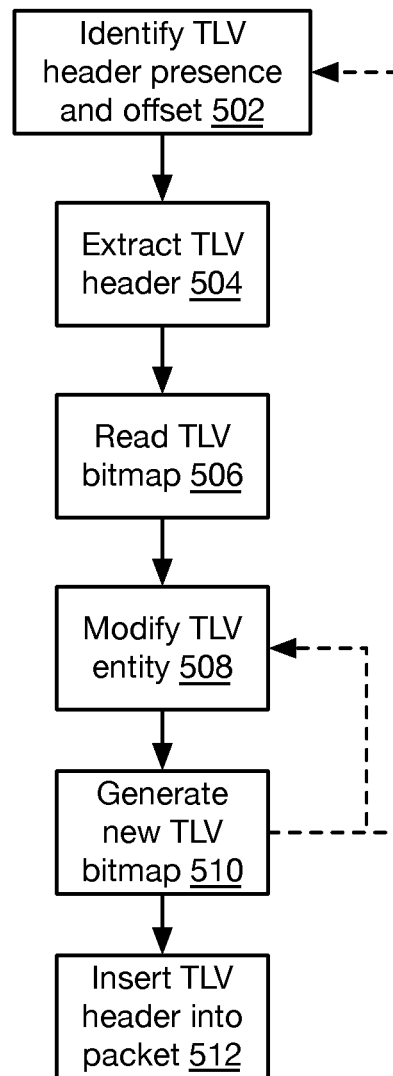 Identify TLV
header presence
and offset 502
Extract TLV
header 504
Read TLV
bitmap 506
Modify TLV
entity 508
Generate
new TLV
bitmap 510
Insert TLV
header into
packet 512